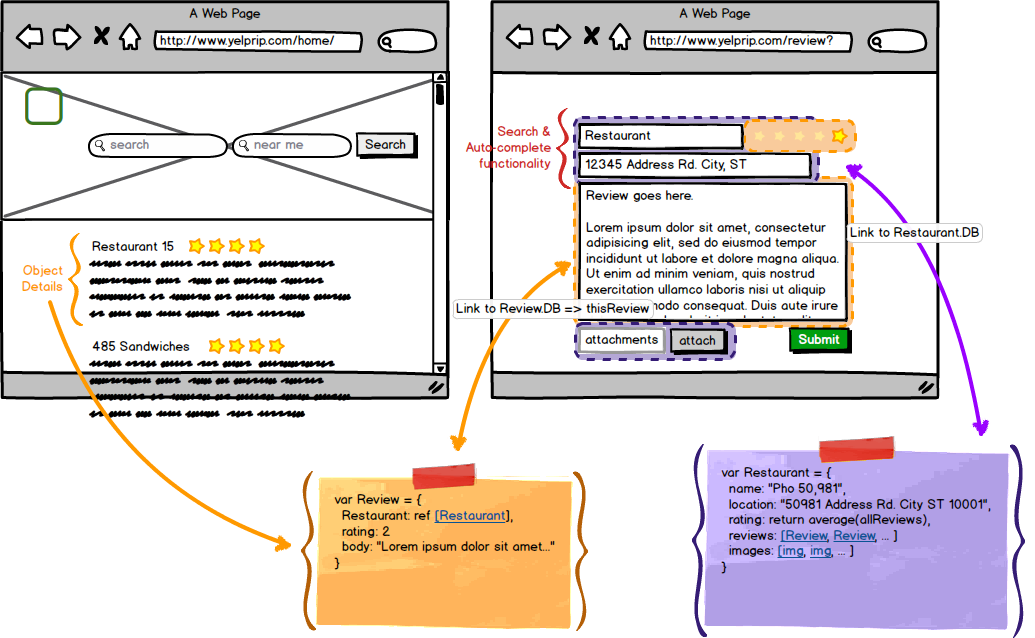 A Web Page
http://www.yelprip.com/home/
search
near me
Search
Object
Details
Restaurant 15
485 Sandwiches
A Web Page
http://www.yelprip.com/review?
Search &
Auto-complete
functionality
Restaurant
12345 Address Rd. City, ST
Review goes here.
Lorem ipsum dolor sit amet, consectetur
adipisicing elit, sed do eiusmod tempor
incididunt ut labore et dolore magna aliqua.
Ut enim ad minim veniam, quis nostrud
exercitation ullamco laboris nisi ut aliquip
modo consequat. Duis aute irure
Link to Restaurant.DB
Link to Review.DB => thisReview
attachments
attach
Submit
var Review = {
Restaurant: ref [Restaurant],
rating: 2
body: "Lorem ipsum dolor sit amet..."
}
var Restaurant = {
name: "Pho 50,981",
location: "50981 Address Rd. City ST 10001",
rating: return average(allReviews),
reviews: [Review, Review, ... ]
images: [img, img, ... ]
}